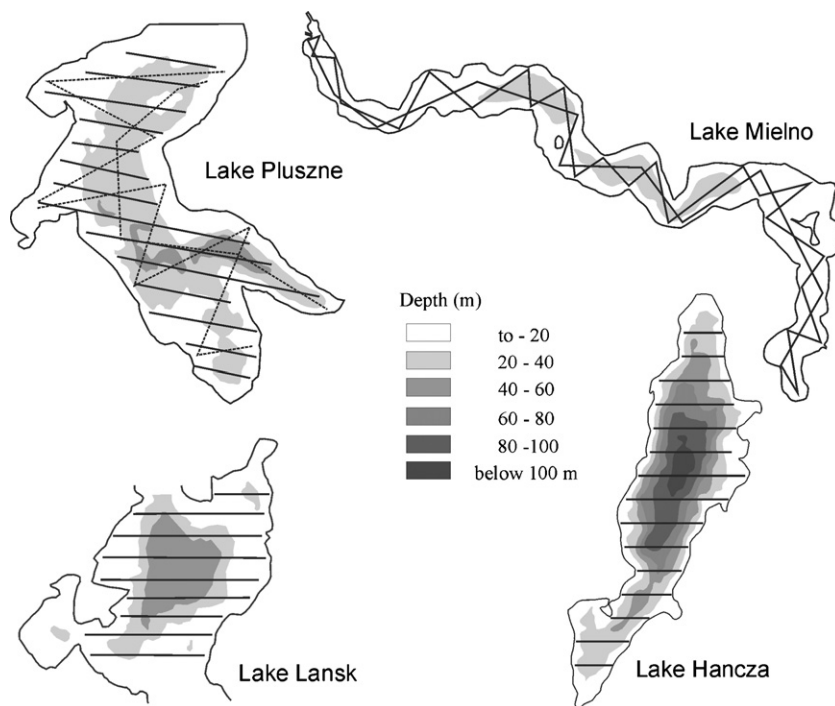 Lake Mielno
Lake Pluszne
Depth (m)
to - 20
20 - 40
40 - 60
60 - 80
80 -100
below 100 m
Lake Lansk
Lake Hancza